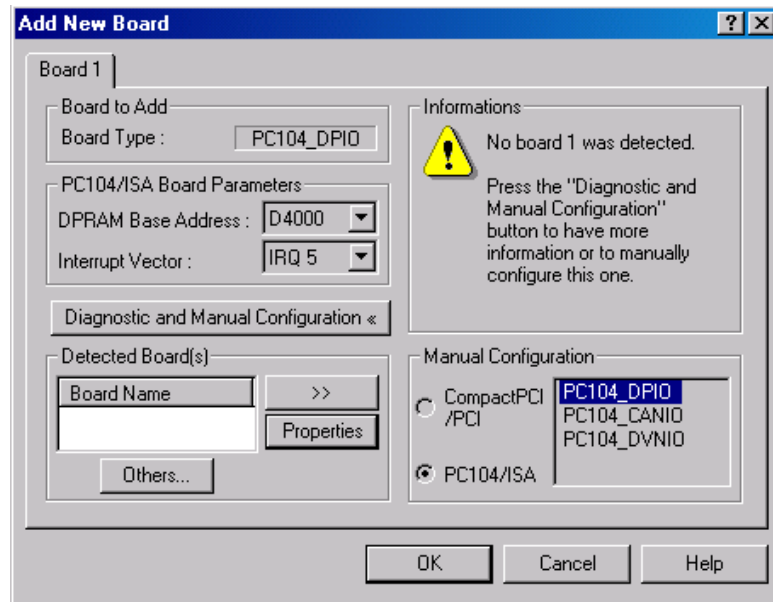 Add New Board
Board 1
Board to Add
Board Type :
PC104_DPIO
PC104/ISA Board Parameters
DPRAM Base Address :
D4000
Interrupt Vector :
IRQ 5
Diagnostic and Manual Configuration «
Informations
No board 1 was detected.
Press the "Diagnostic and
Manual Configuration"
button to have more
information or to manually
configure this one.
Detected Board(s)
Board Name
>>
Properties
Others...
Manual Configuration
CompactPCI
/PCI
PC104/ISA
PC104_DPIO
PC104_CANIO
PC104_DVNIO
OK
Cancel
Help